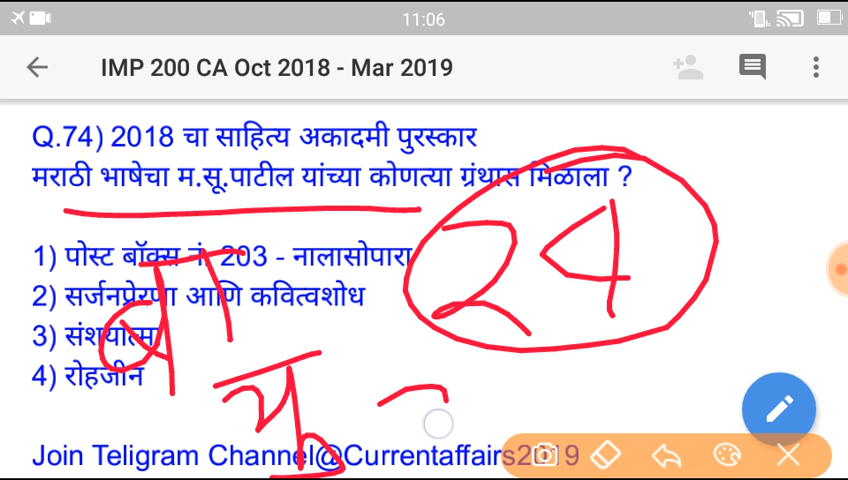 11:06
IMP 200 CA Oct 2018 - Mar 2019
Q.74) 2018 चा साहित्य अकादमी पुरस्कार
मराठी भाषेचा म.सू.पाटील यांच्या कोणत्या ग्रंथास मिळाला ?
24
1) पोस्ट बॉक्स नं. 203 - नालासोपारा
2) सर्जनप्रेरणा आणि कवित्वशोध
3) संशयात्मा
4) रोहजीन
Join Teligram Channel@Currentaffairs2019